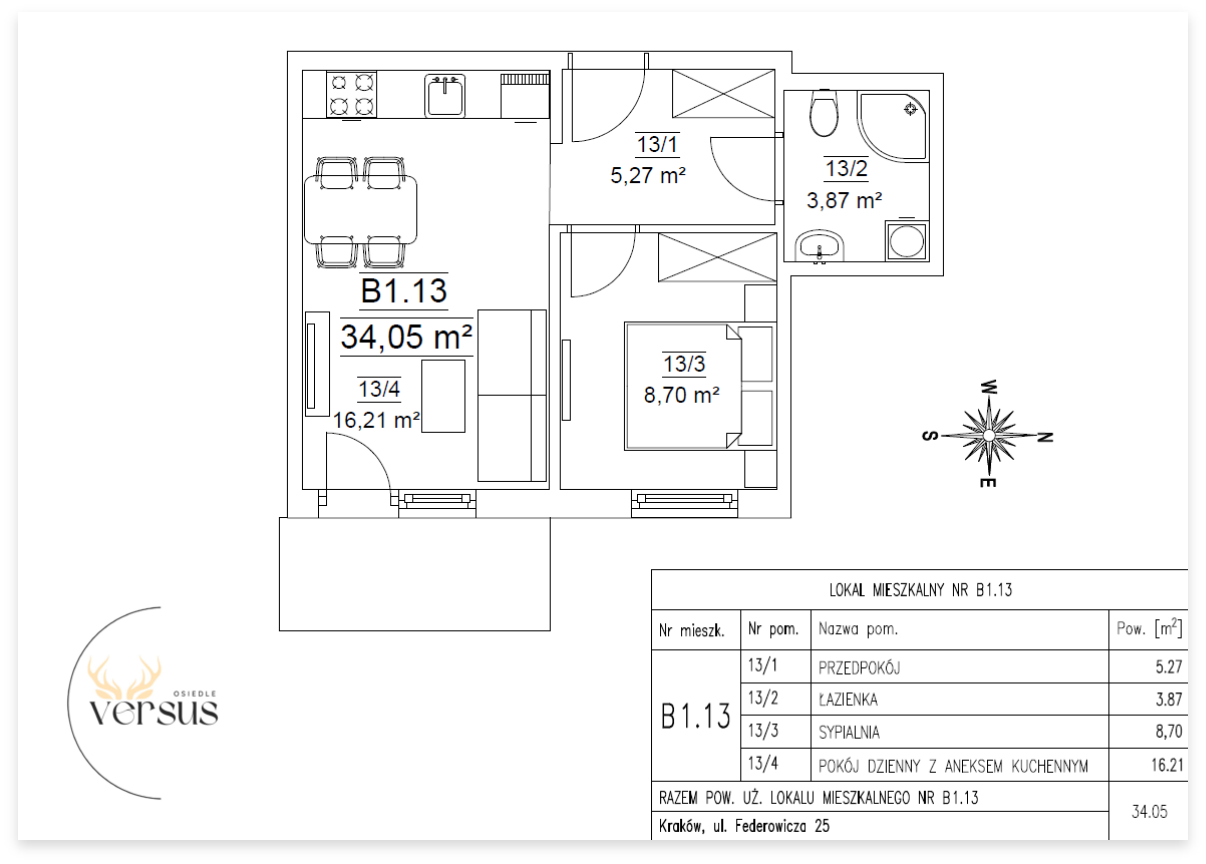 13/1
5,27 m²
13/2
3,87 m²
B1.13
34,05 m²
13/4
16,21 m²
13/3
8,70 m²
W
S
N
E
OSIEDLE
versus
LOKAL MIESZKALNY NR B1.13
Nr mieszk. Nr pom. Nazwa pom. Pow. [m²]
B1.13
13/1 PRZEDPOKÓJ 5.27
13/2 ŁAZIENKA 3.87
13/3 SYPIALNIA 8,70
13/4 POKÓJ DZIENNY Z ANEKSEM KUCHENNYM 16.21
RAZEM POW. UŻ. LOKALU MIESZKALNEGO NR B1.13
34.05
Kraków, ul. Federowicza 25